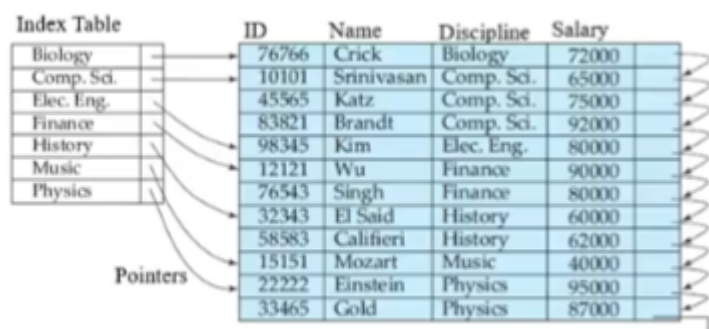 Index Table
ID Name Discipline Salary
Biology 76766 Crick Biology 72000
Comp. Sci. 10101 Srinivasan Comp. Sci. 65000
Elec. Eng. 45565 Katz Comp. Sci. 75000
Finance 83821 Brandt Comp. Sci. 92000
History 98345 Kim Elec. Eng. 80000
Music 12121 Wu Finance 90000
Physics 76543 Singh Finance 80000
32343 El Said History 60000
58583 Califieri History 62000
15151 Mozart Music 40000
Pointers 22222 Einstein Physics 95000
33465 Gold Physics 87000